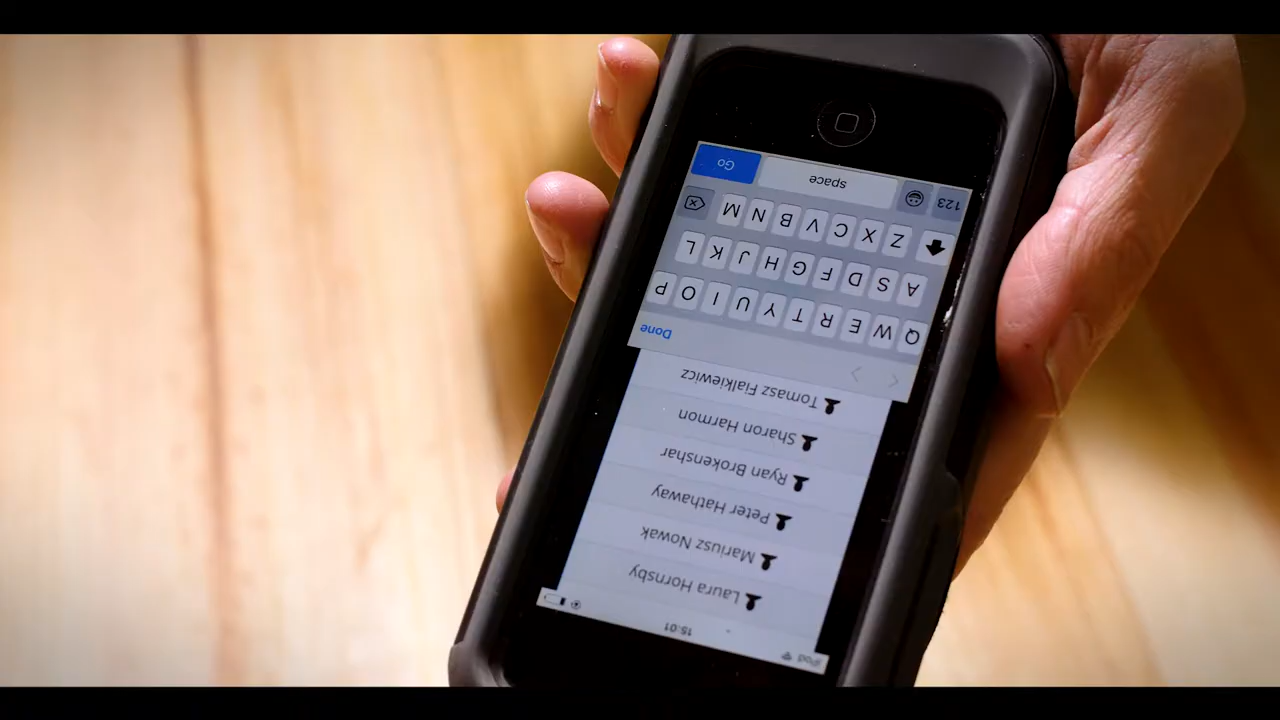 iPod 15:01
Laura Hornsby
Mariusz Nowak
Peter Hathaway
Ryan Brokenshar
Sharon Harmon
Tomasz Fialkiewicz
Done
Q W E R T Y U I O P
A S D F G H J K L
Z X C V B N M
123 space Go